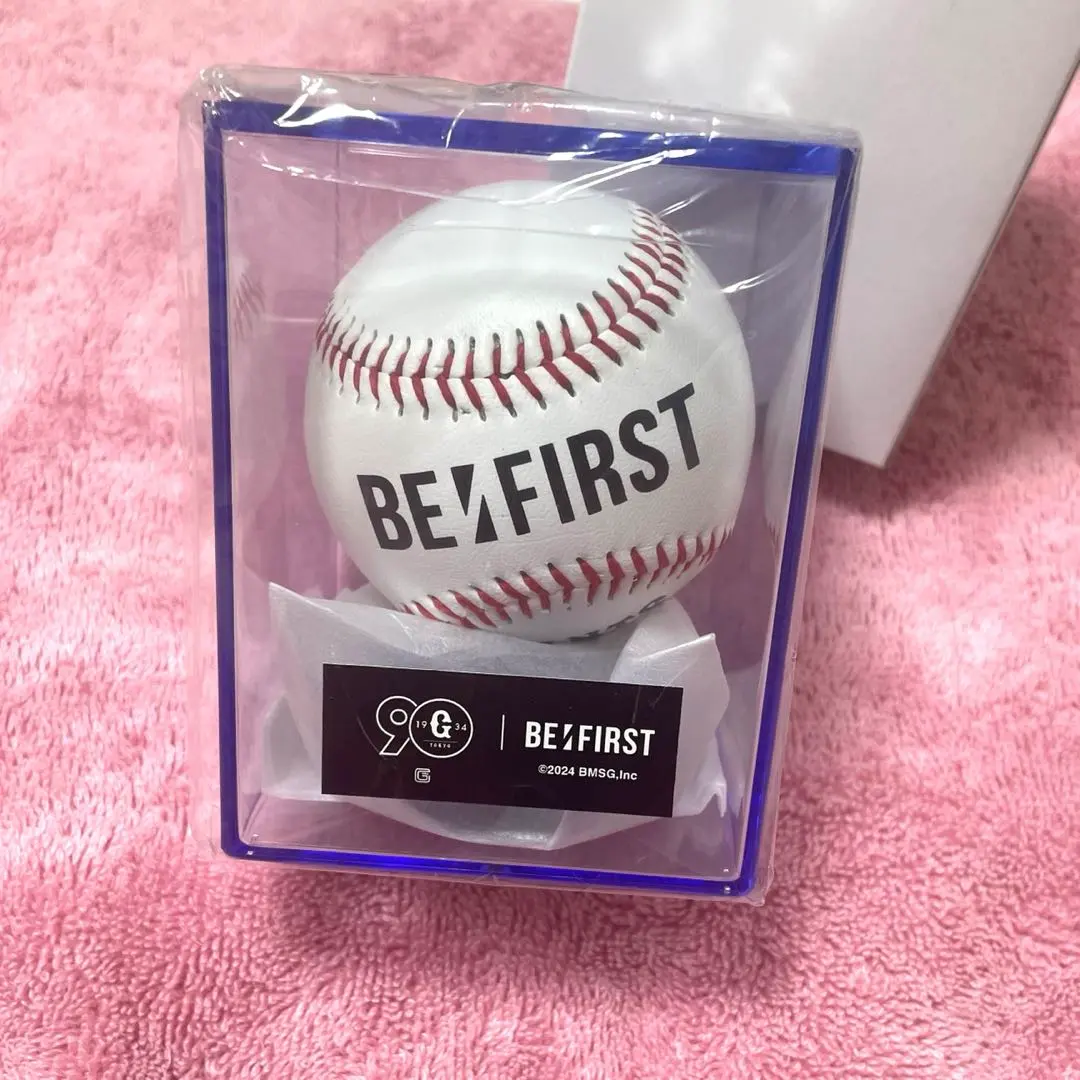 BE:FIRST
90
19 G 34
TOKYO
G
BE:FIRST
©2024 BMSG,Inc